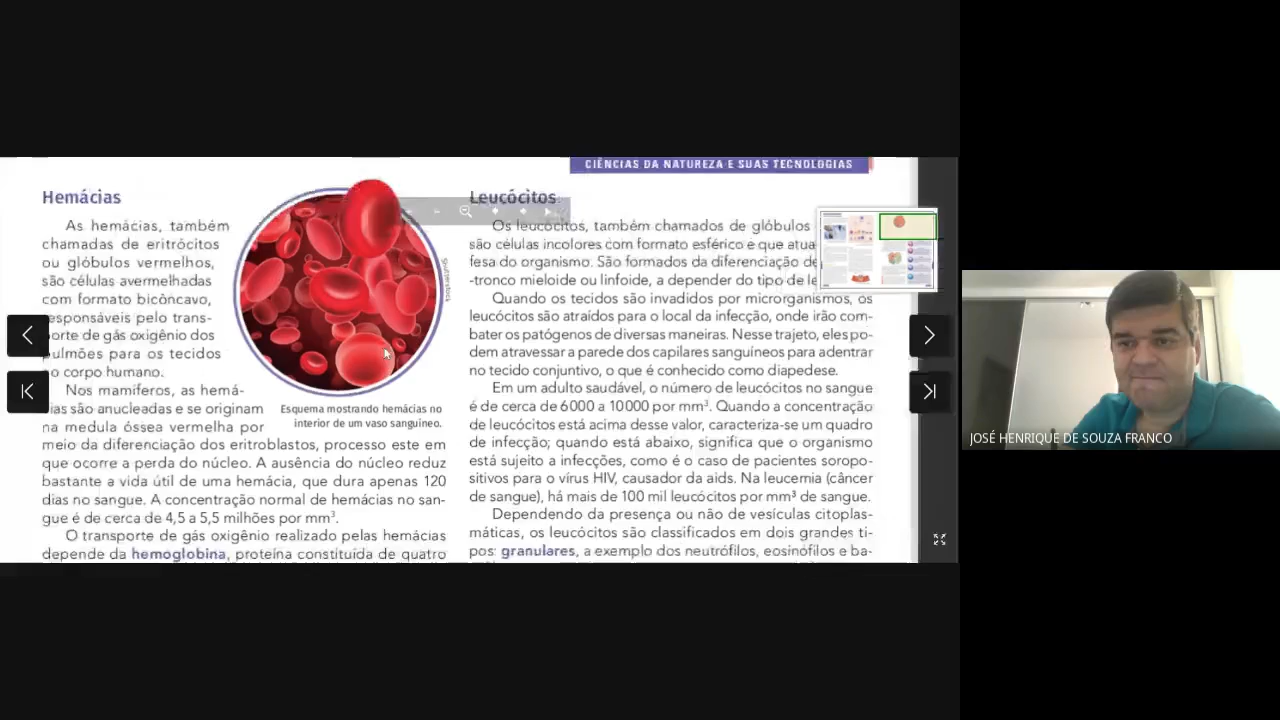 CIÊNCIAS DA NATUREZA E SUAS TECNOLOGIAS
Hemácias
As hemácias, também
chamadas de eritrócitos
ou glóbulos vermelhos,
são células avermelhadas
com formato bicôncavo,
responsáveis pelo trans-
porte de gás oxigênio dos
pulmões para os tecidos
do corpo humano.
Nos mamíferos, as hemá-
cias são anucleadas e se originam
na medula óssea vermelha por
meio da diferenciação dos eritroblastos, processo este em
que ocorre a perda do núcleo. A ausência do núcleo reduz
bastante a vida útil de uma hemácia, que dura apenas 120
dias no sangue. A concentração normal de hemácias no san-
gue é de cerca de 4,5 a 5,5 milhões por mm³.
O transporte de gás oxigênio realizado pelas hemácias
depende da hemoglobina, proteína constituída de quatro
Esquema mostrando hemácias no
interior de um vaso sanguíneo.
Leucócitos
Os leucócitos, também chamados de glóbulos
são células incolores com formato esférico e que atua
fesa do organismo. São formados da diferenciação de
-tronco mieloide ou linfoide, a depender do tipo de le
Quando os tecidos são invadidos por microrganismos, os
leucócitos são atraídos para o local da infecção, onde irão com-
bater os patógenos de diversas maneiras. Nesse trajeto, eles po-
dem atravessar a parede dos capilares sanguíneos para adentrar
no tecido conjuntivo, o que é conhecido como diapedese.
Em um adulto saudável, o número de leucócitos no sangue
é de cerca de 6000 a 10000 por mm³. Quando a concentração
de leucócitos está acima desse valor, caracteriza-se um quadro
de infecção; quando está abaixo, significa que o organismo
está sujeito a infecções, como é o caso de pacientes soropo-
sitivos para o vírus HIV, causador da aids. Na leucemia (câncer
de sangue), há mais de 100 mil leucócitos por mm³ de sangue.
Dependendo da presença ou não de vesículas citoplas-
máticas, os leucócitos são classificados em dois grandes ti-
pos: granulares, a exemplo dos neutrófilos, eosinófilos e ba-
JOSÉ HENRIQUE DE SOUZA FRANCO